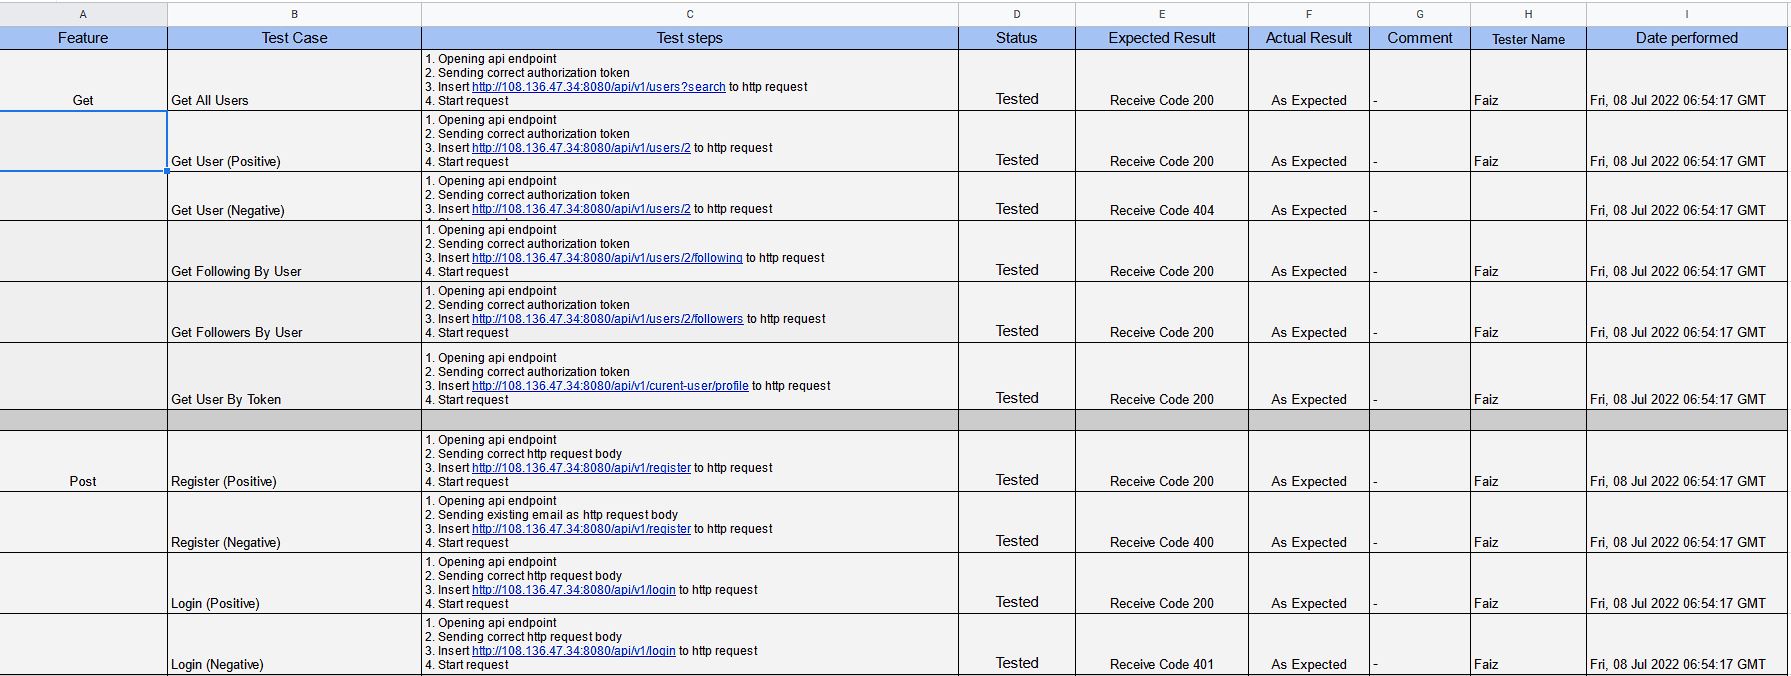 A B C D E F G H I
Feature Test Case Test steps Status Expected Result Actual Result Comment Tester Name Date performed
1. Opening api endpoint
2. Sending correct authorization token
3. Insert http://108.136.47.34:8080/api/v1/users?search to http request
4. Start request
Get Get All Users Tested Receive Code 200 As Expected - Faiz Fri, 08 Jul 2022 06:54:17 GMT
1. Opening api endpoint
2. Sending correct authorization token
3. Insert http://108.136.47.34:8080/api/v1/users/2 to http request
4. Start request
Get User (Positive) Tested Receive Code 200 As Expected - Faiz Fri, 08 Jul 2022 06:54:17 GMT
1. Opening api endpoint
2. Sending correct authorization token
3. Insert http://108.136.47.34:8080/api/v1/users/2 to http request
Get User (Negative) Tested Receive Code 404 As Expected - Fri, 08 Jul 2022 06:54:17 GMT
1. Opening api endpoint
2. Sending correct authorization token
3. Insert http://108.136.47.34:8080/api/v1/users/2/following to http request
4. Start request
Get Following By User Tested Receive Code 200 As Expected - Faiz Fri, 08 Jul 2022 06:54:17 GMT
1. Opening api endpoint
2. Sending correct authorization token
3. Insert http://108.136.47.34:8080/api/v1/users/2/followers to http request
4. Start request
Get Followers By User Tested Receive Code 200 As Expected - Faiz Fri, 08 Jul 2022 06:54:17 GMT
1. Opening api endpoint
2. Sending correct authorization token
3. Insert http://108.136.47.34:8080/api/v1/curent-user/profile to http request
4. Start request
Get User By Token Tested Receive Code 200 As Expected - Faiz Fri, 08 Jul 2022 06:54:17 GMT
1. Opening api endpoint
2. Sending correct http request body
3. Insert http://108.136.47.34:8080/api/v1/register to http request
4. Start request
Post Register (Positive) Tested Receive Code 200 As Expected - Faiz Fri, 08 Jul 2022 06:54:17 GMT
1. Opening api endpoint
2. Sending existing email as http request body
3. Insert http://108.136.47.34:8080/api/v1/register to http request
4. Start request
Register (Negative) Tested Receive Code 400 As Expected - Faiz Fri, 08 Jul 2022 06:54:17 GMT
1. Opening api endpoint
2. Sending correct http request body
3. Insert http://108.136.47.34:8080/api/v1/login to http request
4. Start request
Login (Positive) Tested Receive Code 200 As Expected - Faiz Fri, 08 Jul 2022 06:54:17 GMT
1. Opening api endpoint
2. Sending correct http request body
3. Insert http://108.136.47.34:8080/api/v1/login to http request
4. Start request
Login (Negative) Tested Receive Code 401 As Expected - Faiz Fri, 08 Jul 2022 06:54:17 GMT